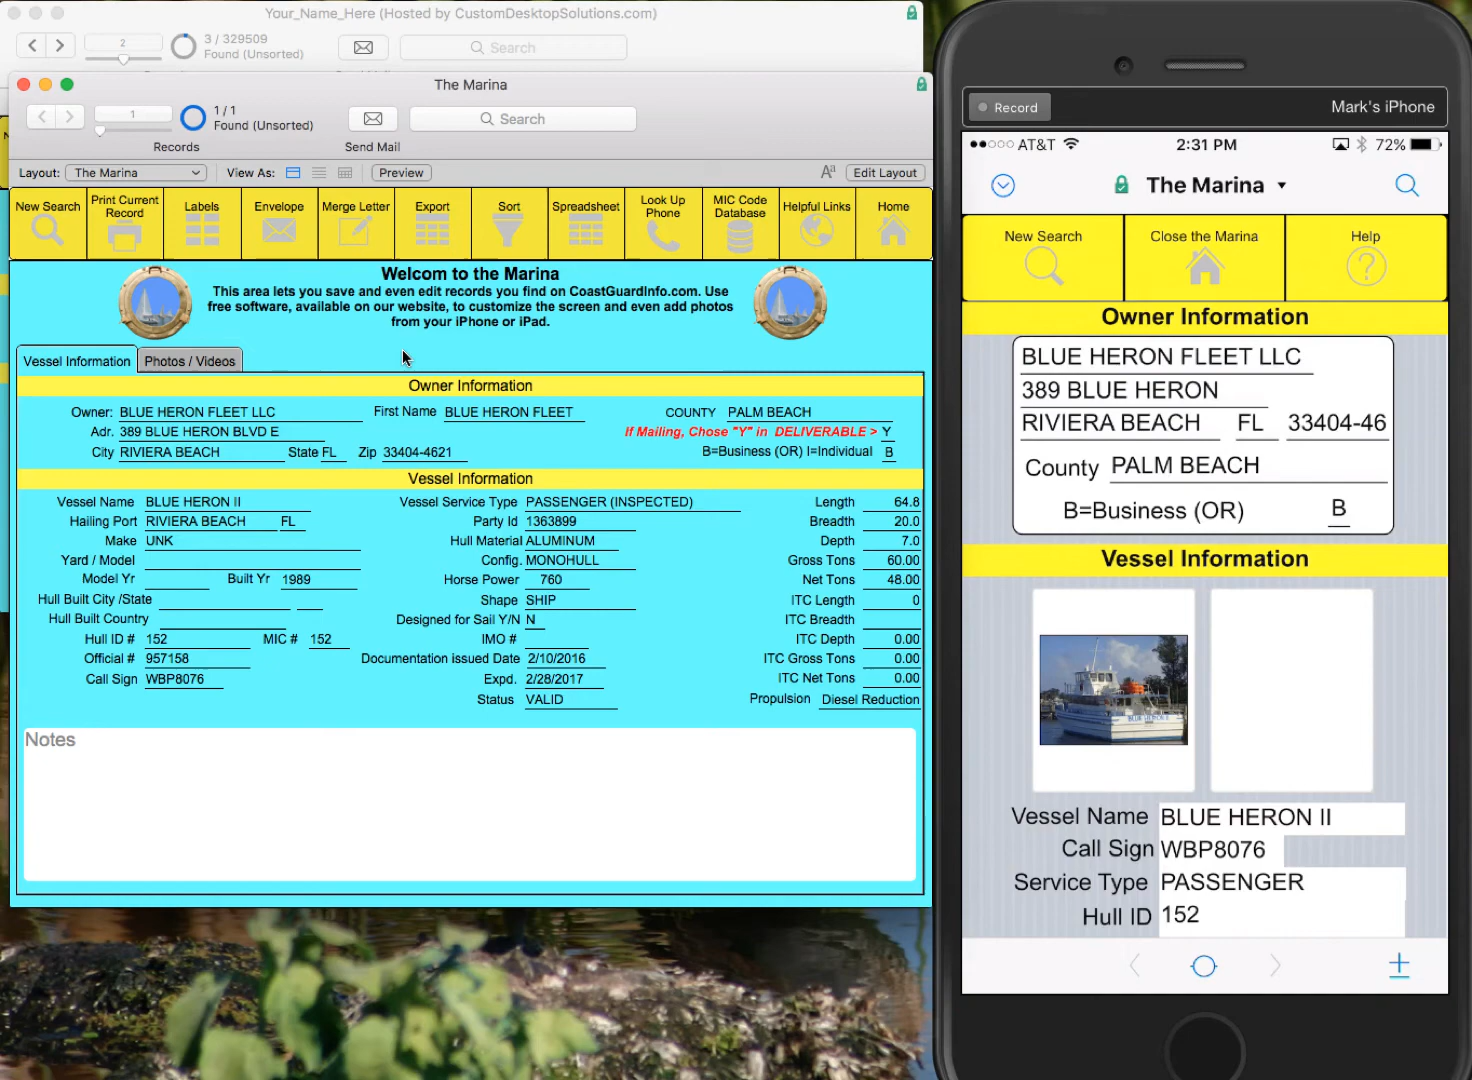 Your_Name_Here (Hosted by CustomDesktopSolutions.com)
2
3 / 329509
Found (Unsorted)
Search
The Marina
1
1 / 1
Found (Unsorted)
Search
Records
Send Mail
Layout: The Marina
View As:
Preview
Aa
Edit Layout
New Search
Print Current Record
Labels
Envelope
Merge Letter
Export
Sort
Spreadsheet
Look Up Phone
MIC Code Database
Helpful Links
Home
Welcom to the Marina
This area lets you save and even edit records you find on CoastGuardInfo.com. Use
free software, available on our website, to customize the screen and even add photos
from your iPhone or iPad.
Vessel Information
Photos / Videos
Owner Information
Owner: BLUE HERON FLEET LLC First Name BLUE HERON FLEET COUNTY PALM BEACH
Adr. 389 BLUE HERON BLVD E If Mailing, Chose "Y" in DELIVERABLE > Y
City RIVIERA BEACH State FL Zip 33404-4621 B=Business (OR) I=Individual B
Vessel Information
Vessel Name BLUE HERON II Vessel Service Type PASSENGER (INSPECTED) Length 64.8
Hailing Port RIVIERA BEACH FL Party Id 1363899 Breadth 20.0
Make UNK Hull Material ALUMINUM Depth 7.0
Yard / Model Config. MONOHULL Gross Tons 60.00
Model Yr Built Yr 1989 Horse Power 760 Net Tons 48.00
Hull Built City /State Shape SHIP ITC Length 0
Hull Built Country Designed for Sail Y/N N ITC Breadth
Hull ID # 152 MIC # 152 IMO # ITC Depth 0.00
Official # 957158 Documentation issued Date 2/10/2016 ITC Gross Tons 0.00
Call Sign WBP8076 Expd. 2/28/2017 ITC Net Tons 0.00
Status VALID Propulsion Diesel Reduction
Notes
Record
Mark's iPhone
AT&T 2:31 PM 72%
The Marina
New Search
Close the Marina
Help
Owner Information
BLUE HERON FLEET LLC
389 BLUE HERON
RIVIERA BEACH FL 33404-46
County PALM BEACH
B=Business (OR) B
Vessel Information
BLUE HERON II
Vessel Name BLUE HERON II
Call Sign WBP8076
Service Type PASSENGER
Hull ID 152